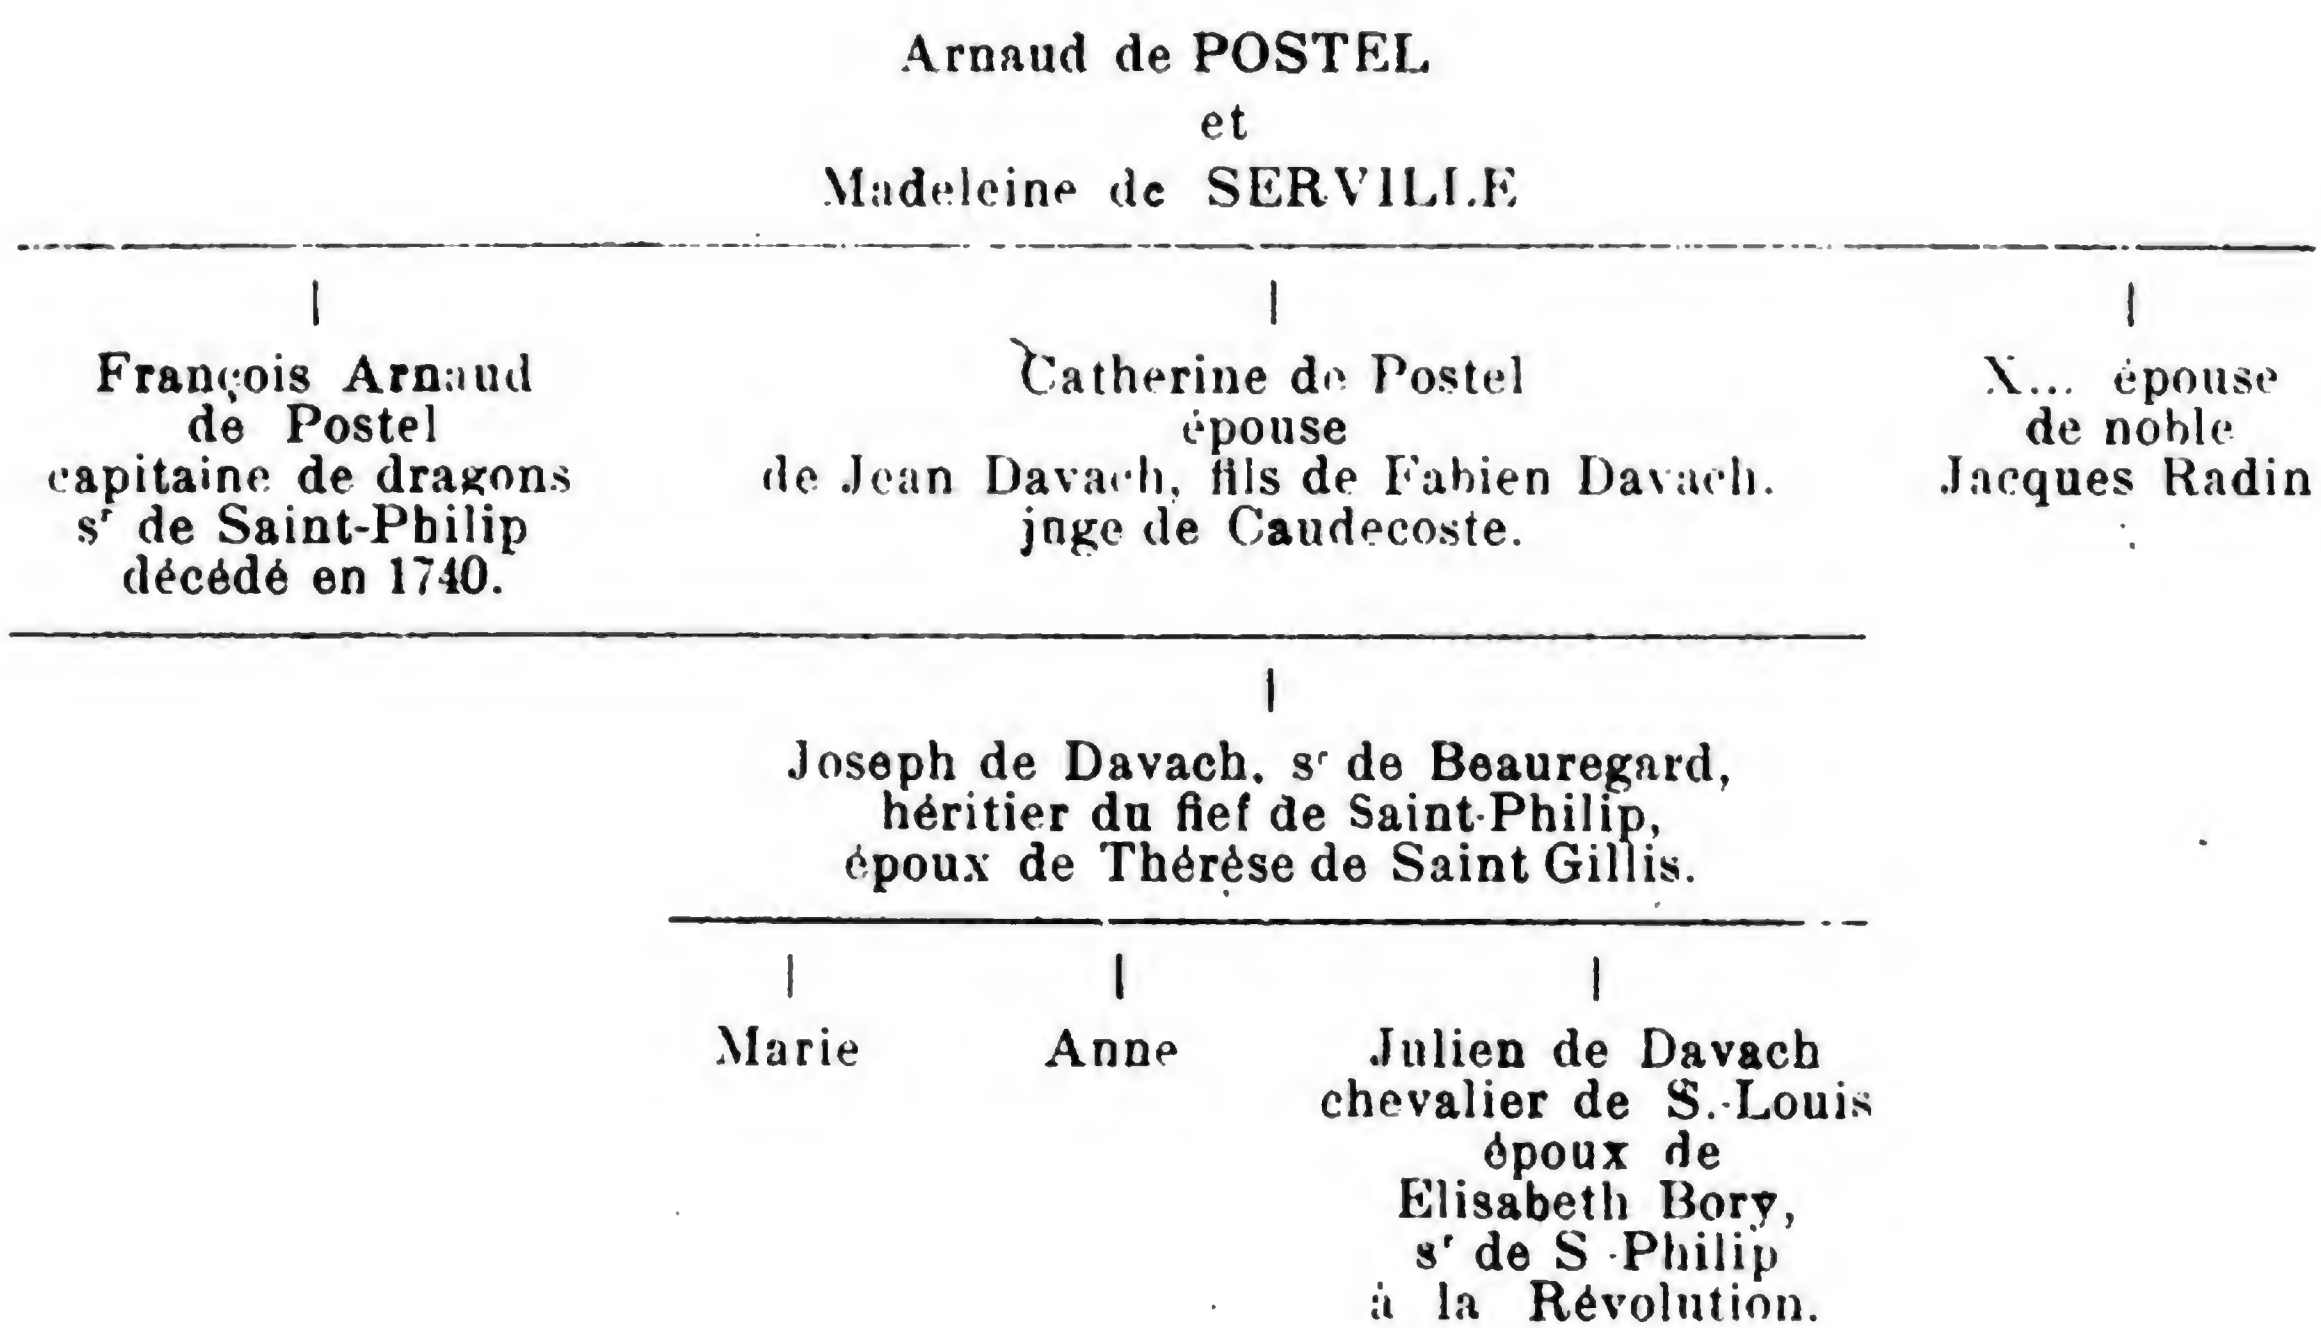 Arnaud de POSTEL
et
Madeleine de SERVILLE
François Arnaud
de Postel
capitaine de dragons
sʳ de Saint-Philip
décédé en 1740.
Catherine de Postel
épouse
de Jean Davach, fils de Fabien Davach.
juge de Caudecoste.
X... épouse
de noble
Jacques Radin
Joseph de Davach, sʳ de Beauregard,
héritier du fief de Saint-Philip,
époux de Thérèse de Saint Gillis.
Marie
Anne
Julien de Davach
chevalier de S.-Louis
époux de
Elisabeth Bory,
sʳ de S -Philip
à la Révolution.